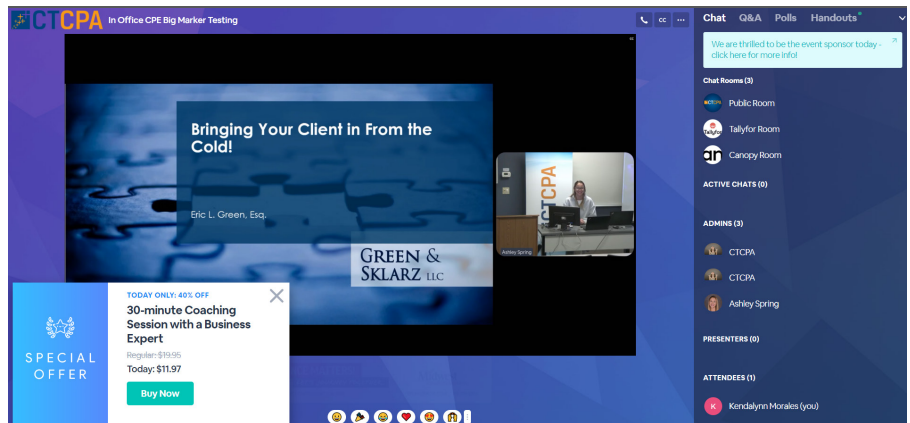 CTCPA In Office CPE Big Marker Testing
cc
Bringing Your Client in From the
Cold!
Eric L. Green, Esq.
GREEN &
SKLARZ LLC
CTCPA
Ashley Spring
SPECIAL
OFFER
TODAY ONLY: 40% OFF
30-minute Coaching
Session with a Business
Expert
Regular: $19.95
Today: $11.97
Buy Now
Chat Q&A Polls Handouts
We are thrilled to be the event sponsor today -
click here for more info!
Chat Rooms (3)
CTCPA Public Room
Tallyfor Tallyfor Room
an Canopy Room
ACTIVE CHATS (0)
ADMINS (3)
CTCPA
CTCPA
Ashley Spring
PRESENTERS (0)
ATTENDEES (1)
K Kendalynn Morales (you)